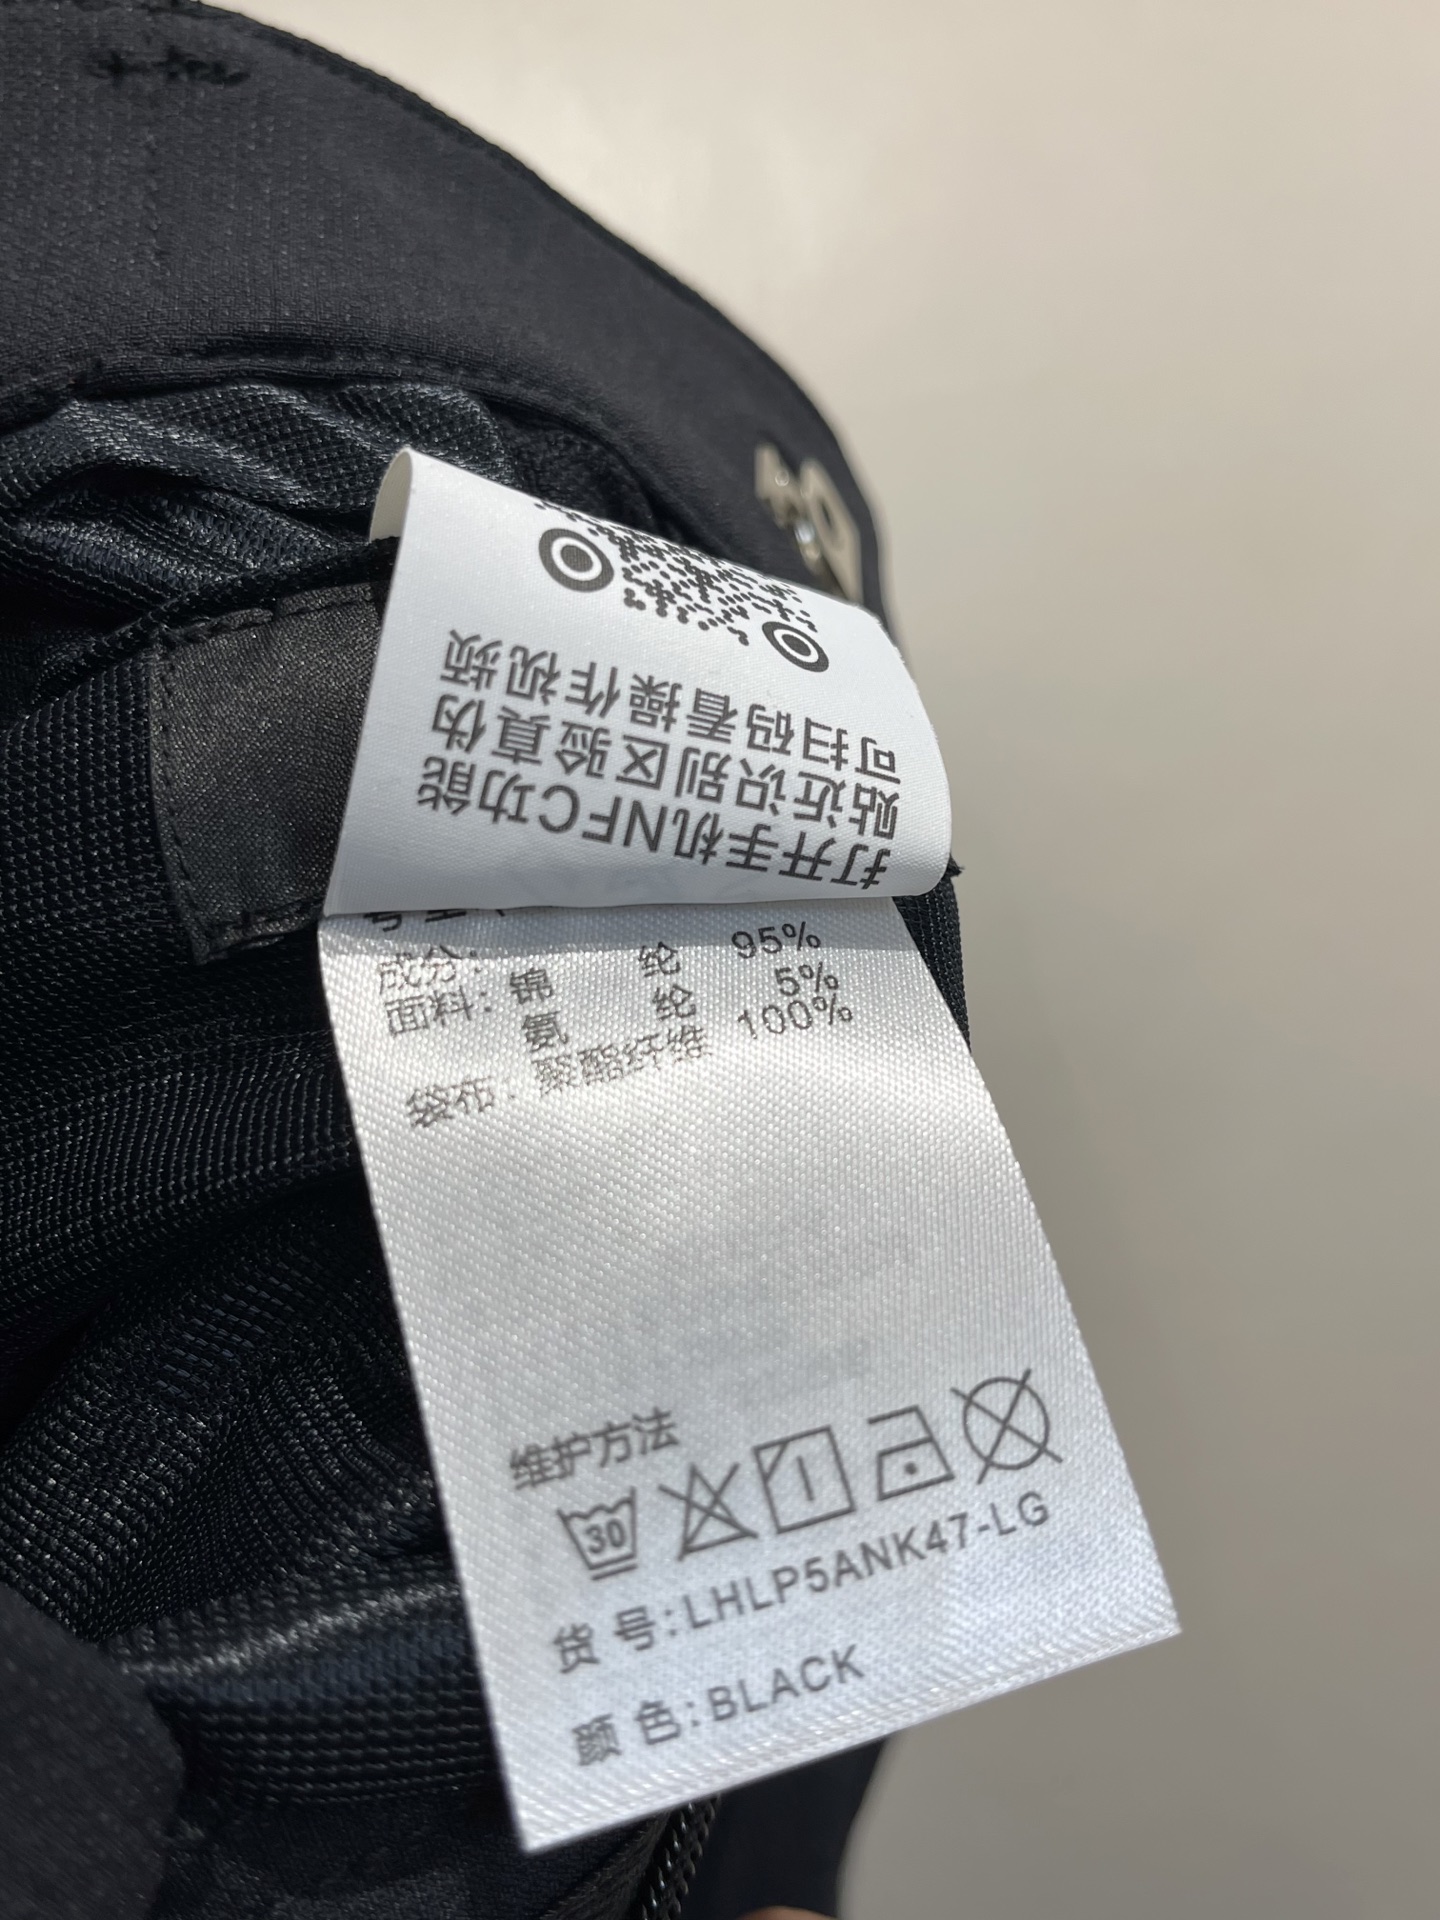 打开手机NFC功能
贴近识别区验真伪
可扫码看操作视频
成分:
面料: 锦 纶 95%
氨 纶 5%
袋布: 聚酯纤维 100%
维护方法
30
货 号:LHLP5ANK47-LG
颜 色:BLACK